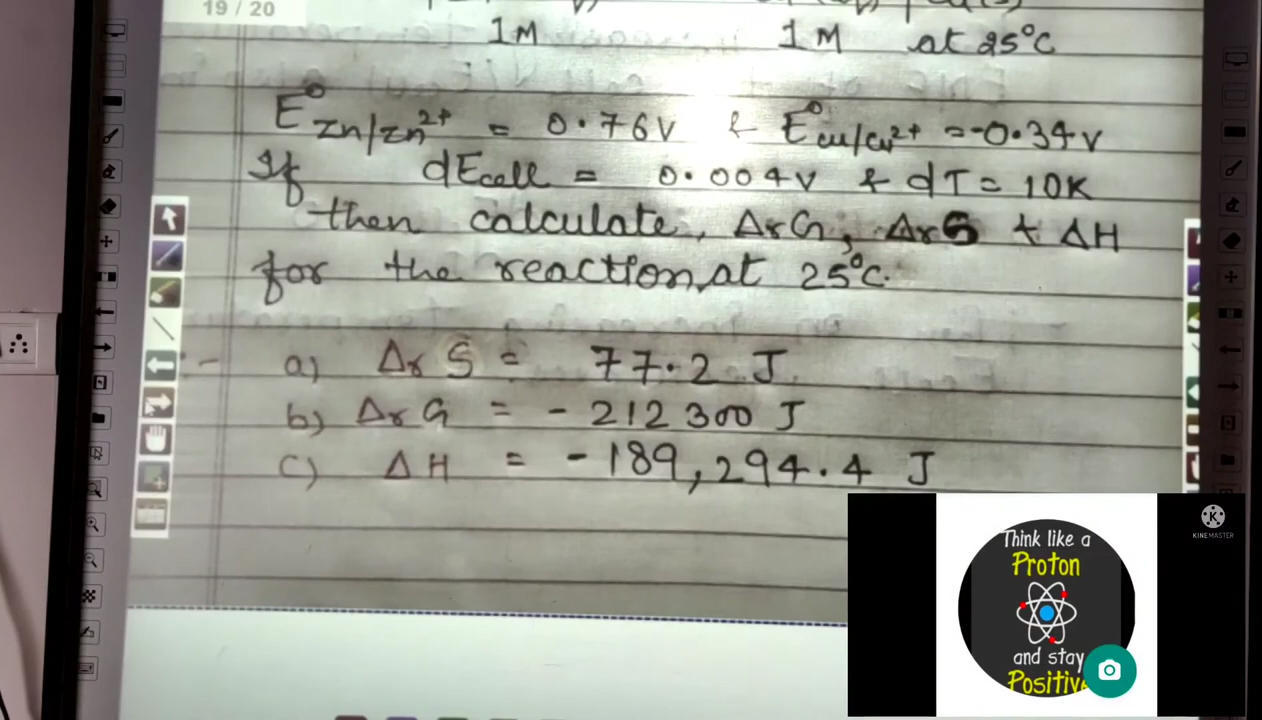 19 / 20
1M 1M at 25°C
E° Zn/Zn²⁺ = 0.76V & E° Cu/Cu²⁺ = -0.34V
If dEcell = 0.004V & dT = 10K
then calculate, ΔrG, ΔrS & ΔH
for the reaction, at 25°C.
:- a) ΔrS = 77.2 J
b) ΔrG = - 212 300 J
c) ΔH = - 189,294.4 J
KINEMASTER
Think like a
Proton
and stay
Positive